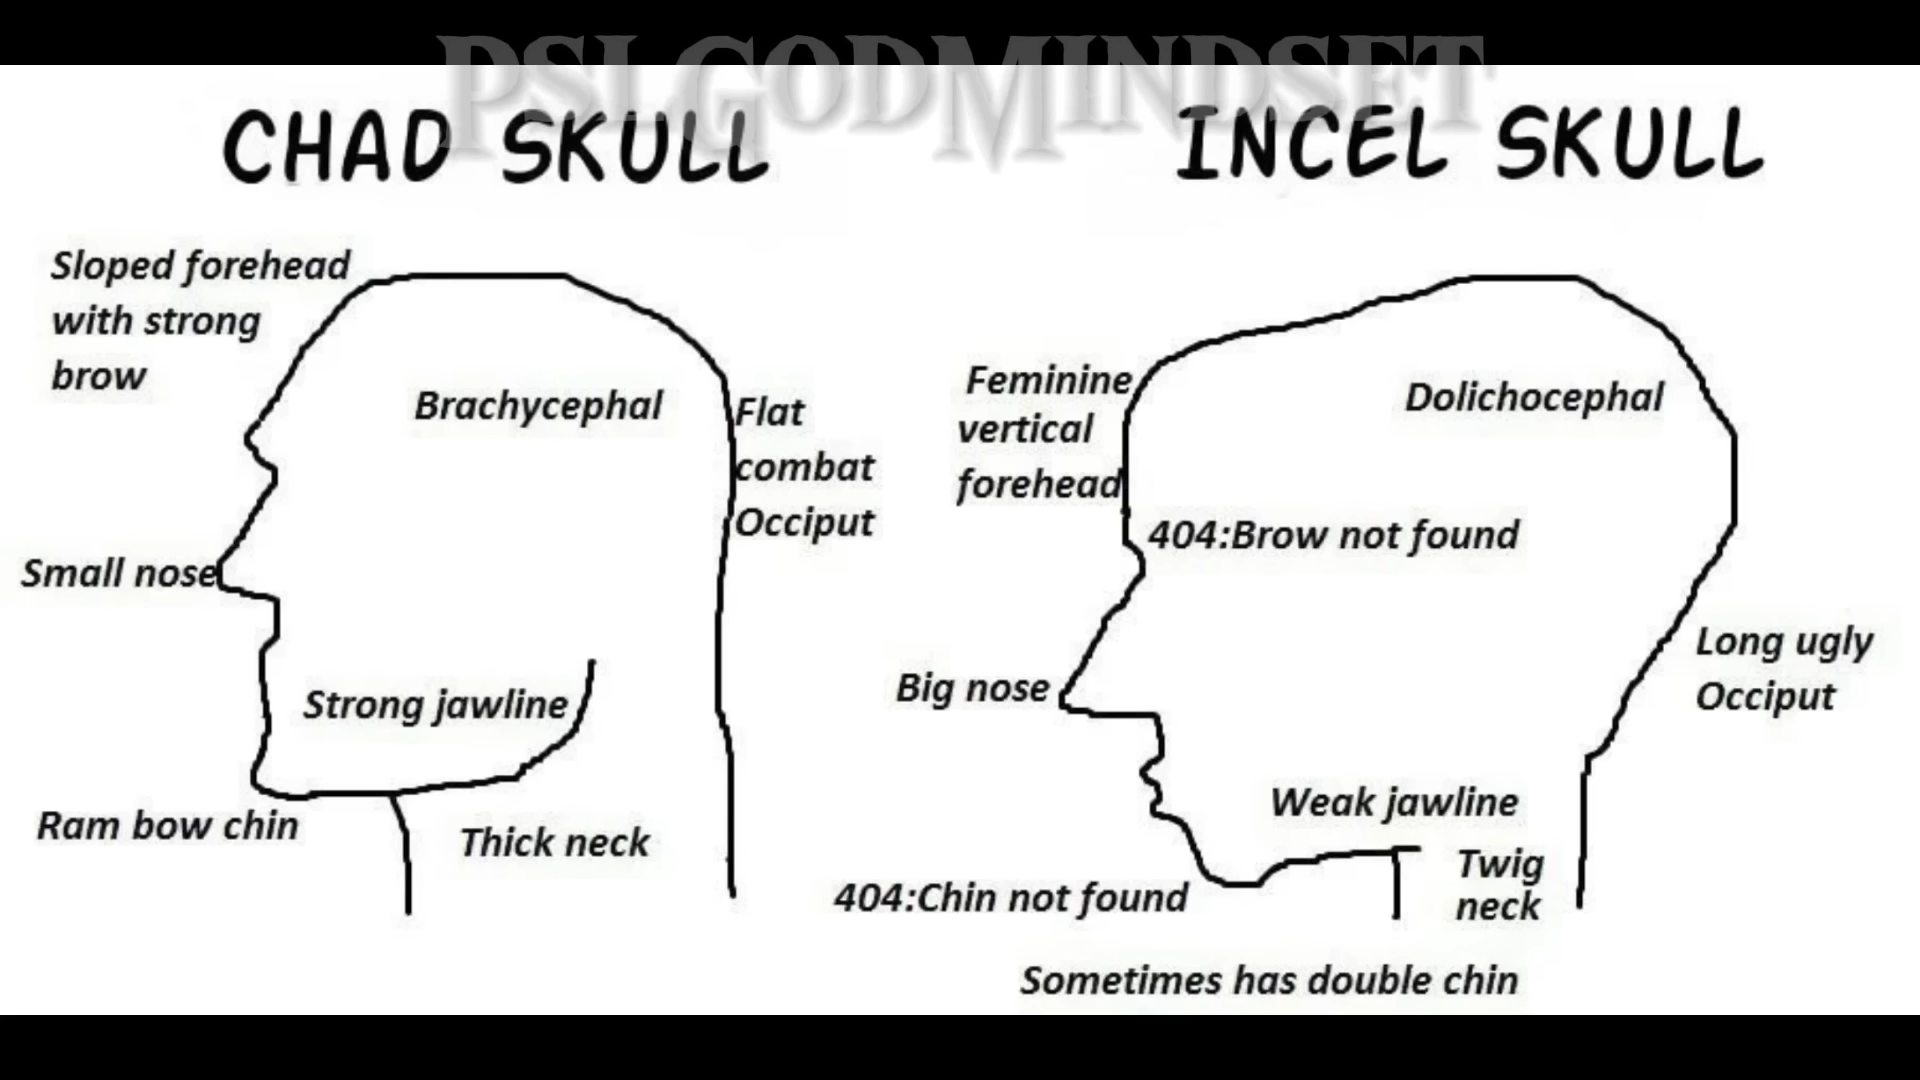 PSLGODMINDSET
CHAD SKULL
INCEL SKULL
Sloped forehead
with strong
brow
Brachycephal
Flat
combat
Occiput
Small nose
Strong jawline
Ram bow chin
Thick neck
Feminine
vertical
forehead
Dolichocephal
404:Brow not found
Big nose
Long ugly
Occiput
Weak jawline
Twig
neck
404:Chin not found
Sometimes has double chin